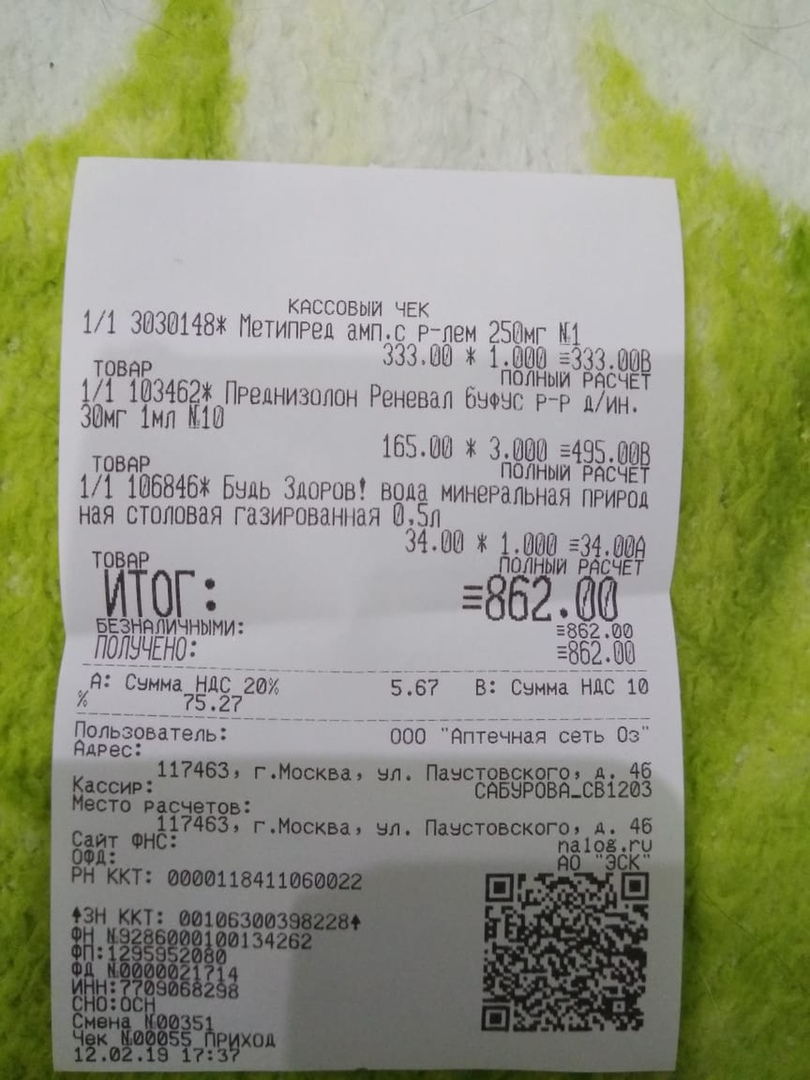 КАССОВЫЙ ЧЕК
1/1 3030148* Метипред амп.с р-лем 250мг №1
333.00 * 1.000 =333.00В
ТОВАР ПОЛНЫЙ РАСЧЕТ
1/1 103462* Преднизолон Реневал буфус р-р д/ин.
30мг 1мл №10
165.00 * 3.000 =495.00В
ТОВАР ПОЛНЫЙ РАСЧЕТ
1/1 106846* Будь Здоров! вода минеральная природ
ная столовая газированная 0,5л
34.00 * 1.000 =34.00А
ТОВАР ПОЛНЫЙ РАСЧЕТ
ИТОГ: =862.00
БЕЗНАЛИЧНЫМИ: =862.00
ПОЛУЧЕНО: =862.00
А: Сумма НДС 20% 5.67 В: Сумма НДС 10
% 75.27
Пользователь: ООО "Аптечная сеть Оз"
Адрес:
117463, г.Москва, ул. Паустовского, д. 4б
Кассир: САБУРОВА_СВ1203
Место расчетов:
117463, г.Москва, ул. Паустовского, д. 4б
Сайт ФНС: nalog.ru
ОФД: АО "ЭСК"
РН ККТ: 0000118411060022
↑ЗН ККТ: 00106300398228↑
ФН №9286000100134262
ФП:1295952080
ФД №0000021714
ИНН:7709068298
СНО:ОСН
Смена №00351
Чек №00055 ПРИХОД
12.02.19 17:37